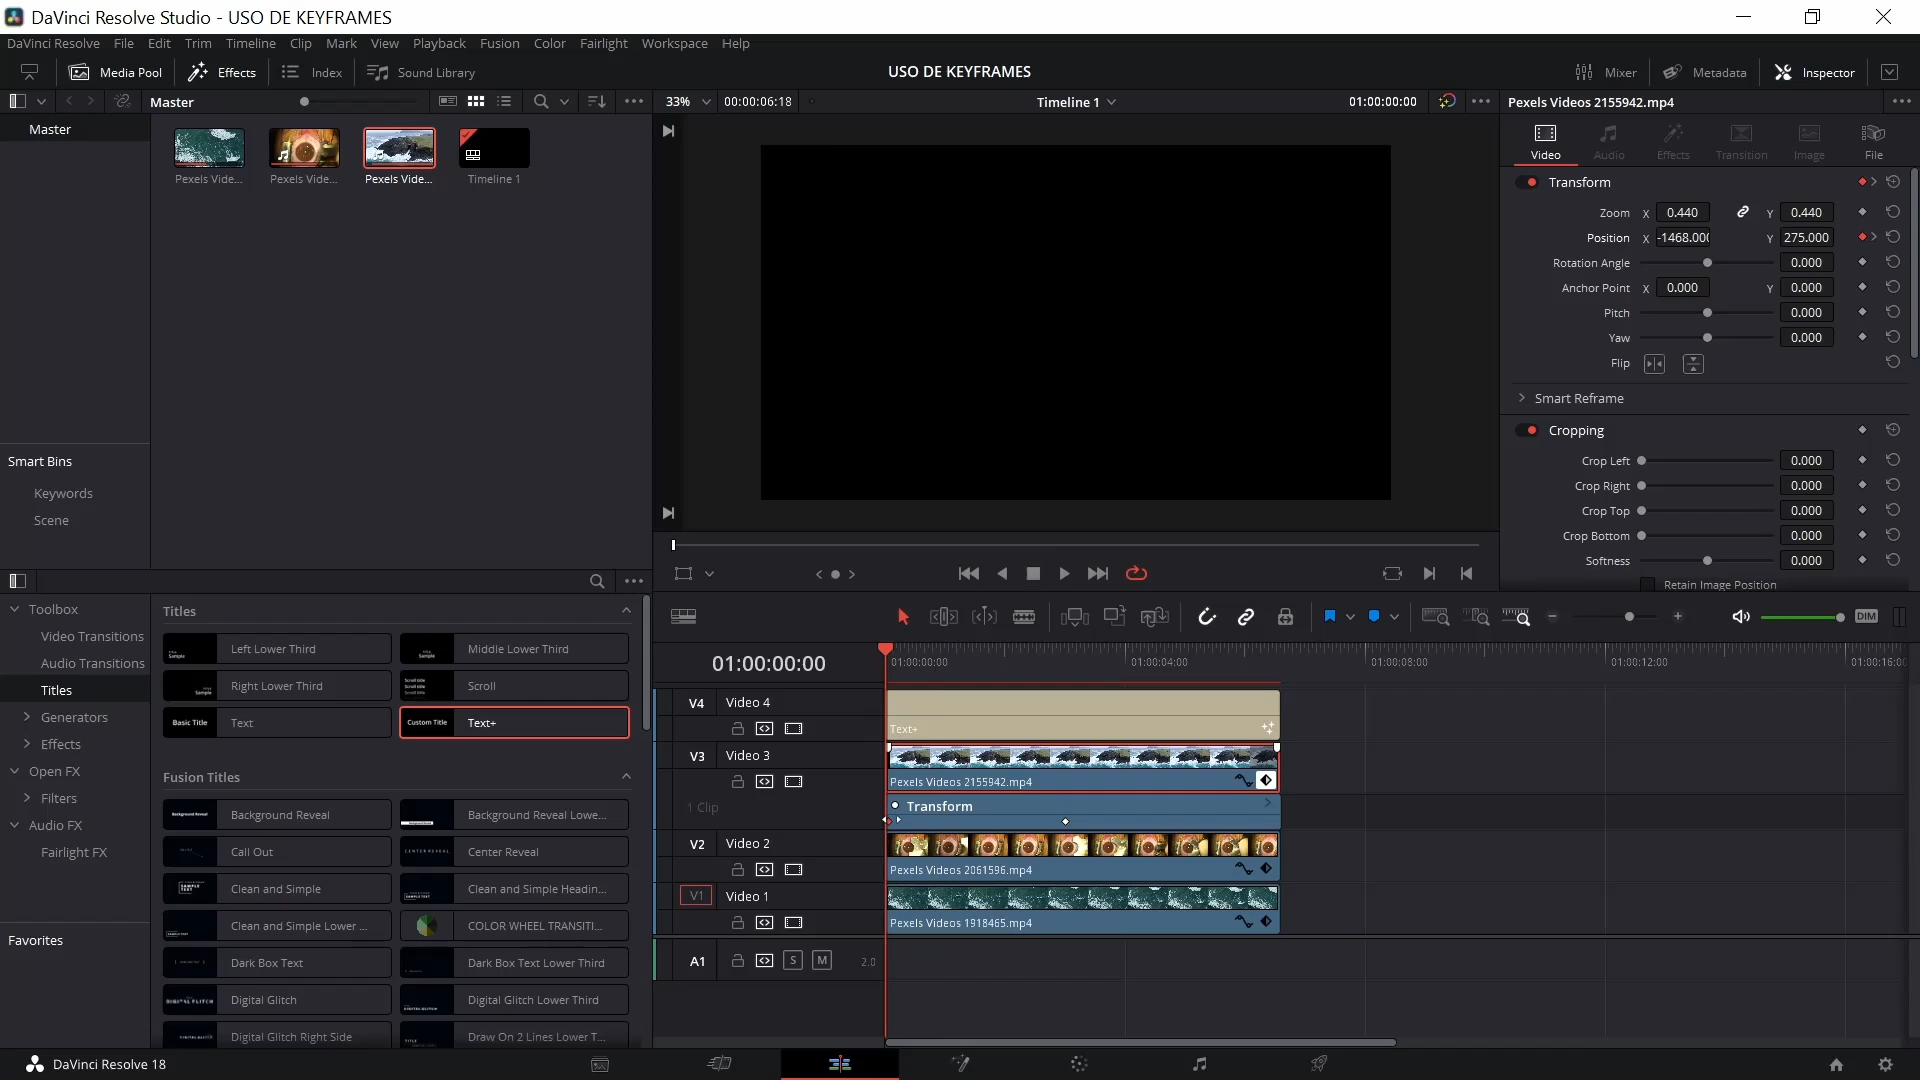 DaVinci Resolve Studio - USO DE KEYFRAMES
DaVinci Resolve File Edit Trim Timeline Clip Mark View Playback Fusion Color Fairlight Workspace Help
Media Pool Effects Index Sound Library
USO DE KEYFRAMES
Mixer Metadata Inspector
Master
33% 00:00:06:18 Timeline 1 01:00:00:00
Pexels Videos 2155942.mp4
Master
Pexels Vide... Pexels Vide... Pexels Vide... Timeline 1
Smart Bins
Keywords
Scene
Video Audio Effects Transition Image File
Transform
Zoom X 0.440 Y 0.440
Position X -1468.000 Y 275.000
Rotation Angle 0.000
Anchor Point X 0.000 Y 0.000
Pitch 0.000
Yaw 0.000
Flip
Smart Reframe
Cropping
Crop Left 0.000
Crop Right 0.000
Crop Top 0.000
Crop Bottom 0.000
Softness 0.000
Retain Image Position
Toolbox
Video Transitions
Audio Transitions
Titles
Generators
Effects
Open FX
Filters
Audio FX
Fairlight FX
Favorites
Titles
Left Lower Third
Middle Lower Third
Right Lower Third
Scroll
Basic Title Text
Custom Title Text+
Fusion Titles
Background Reveal
Background Reveal Lowe...
Call Out
CENTER REVEAL Center Reveal
Clean and Simple
Clean and Simple Headin...
Clean and Simple Lower ...
COLOR WHEEL TRANSITI...
Dark Box Text
Dark Box Text Lower Third
DIGITAL GLITCH Digital Glitch
Digital Glitch Lower Third
Digital Glitch Right Side
Draw On 2 Lines Lower T...
DIM
01:00:00:00
01:00:00:00 01:00:04:00 01:00:08:00 01:00:12:00 01:00:16:00
V4 Video 4
Text+
V3 Video 3
Pexels Videos 2155942.mp4
1 Clip
Transform
V2 Video 2
Pexels Videos 2061596.mp4
V1 Video 1
Pexels Videos 1918465.mp4
A1 S M 2.0
DaVinci Resolve 18